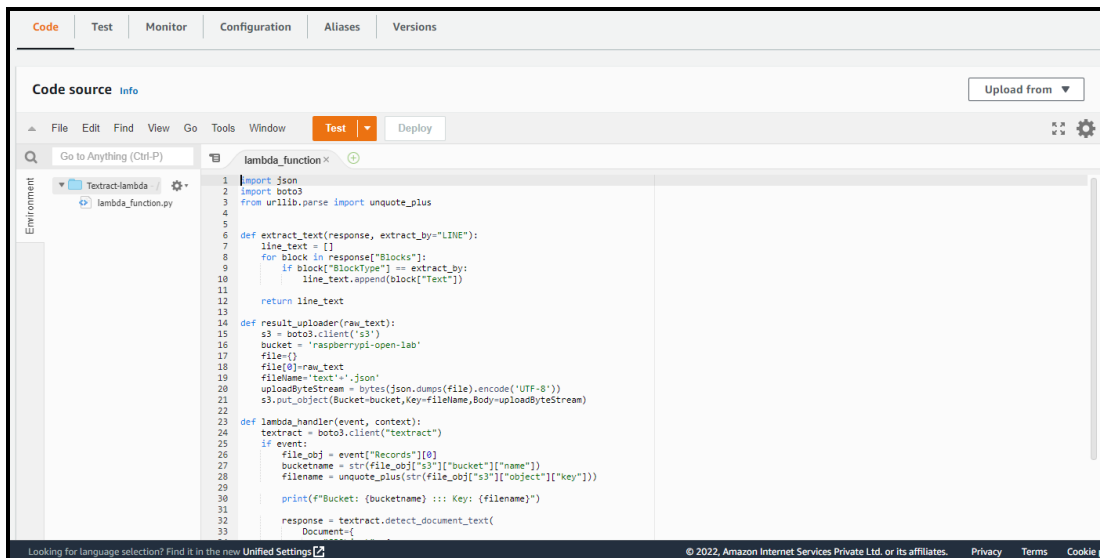 Code Test Monitor Configuration Aliases Versions
Code source Info
Upload from
File Edit Find View Go Tools Window Test Deploy
Go to Anything (Ctrl-P)
lambda_function
Environment
Textract-lambda /
lambda_function.py
1 import json
2 import boto3
3 from urllib.parse import unquote_plus
4
5
6 def extract_text(response, extract_by="LINE"):
7 line_text = []
8 for block in response["Blocks"]:
9 if block["BlockType"] == extract_by:
10 line_text.append(block["Text"])
11
12 return line_text
13
14 def result_uploader(raw_text):
15 s3 = boto3.client('s3')
16 bucket = 'raspberrypi-open-lab'
17 file={}
18 file[0]=raw_text
19 fileName='text'+'.json'
20 uploadByteStream = bytes(json.dumps(file).encode('UTF-8'))
21 s3.put_object(Bucket=bucket,Key=fileName,Body=uploadByteStream)
22
23 def lambda_handler(event, context):
24 textract = boto3.client("textract")
25 if event:
26 file_obj = event["Records"][0]
27 bucketname = str(file_obj["s3"]["bucket"]["name"])
28 filename = unquote_plus(str(file_obj["s3"]["object"]["key"]))
29
30 print(f"Bucket: {bucketname} ::: Key: {filename}")
31
32 response = textract.detect_document_text(
33 Document={
Looking for language selection? Find it in the new Unified Settings
© 2022, Amazon Internet Services Private Ltd. or its affiliates. Privacy Terms Cookie